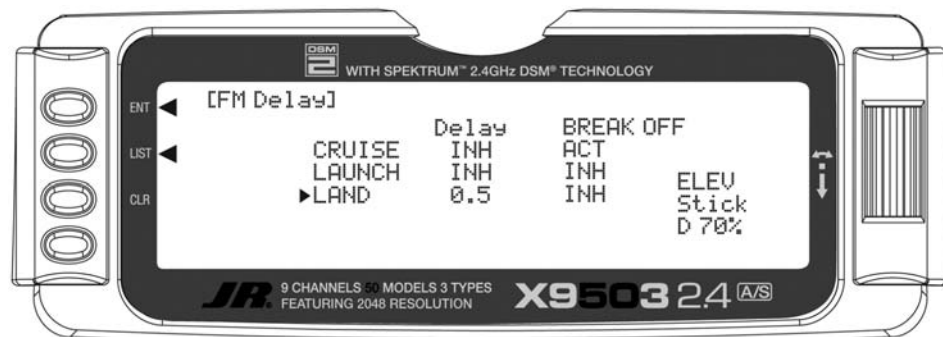 DSM
2 WITH SPEKTRUM™ 2.4GHz DSM® TECHNOLOGY
ENT
LIST
CLR
[FM Delay]
Delay BREAK OFF
CRUISE INH ACT
LAUNCH INH INH
▶LAND 0.5 INH
ELEV
Stick
D 70%
JR. 9 CHANNELS 50 MODELS 3 TYPES
FEATURING 2048 RESOLUTION
X9503 2.4 A/S